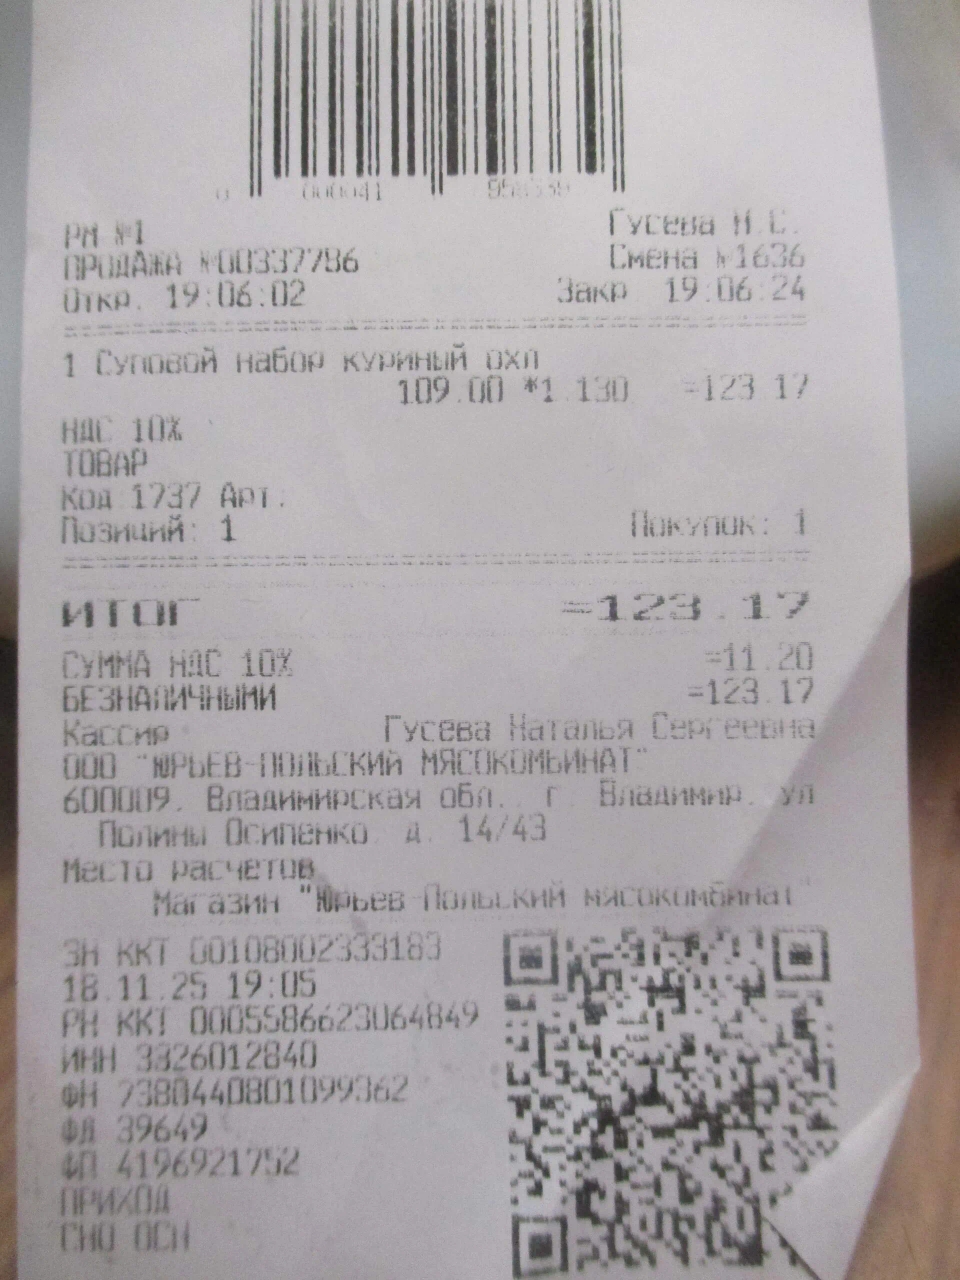 0 000041
РМ №1 Гусева Н.С.
ПРОДАЖА №00337786 Смена №1636
Откр. 19:06:02 Закр 19:06:24
1 Суповой набор куриный охл
109.00 *1.130 =123.17
НДС 10%
ТОВАР
Код 1737 Арт.
Позиций: 1 Покупок: 1
ИТОГ =123.17
СУММА НДС 10% =11.20
БЕЗНАЛИЧНЫМИ =123.17
Кассир Гусева Наталья Сергеевна
ООО "ЮРЬЕВ-ПОЛЬСКИЙ МЯСОКОМБИНАТ"
600009. Владимирская обл.. г. Владимир. ул
Полины Осипенко д. 14/43
Место расчетов
Магазин "Юрьев-Польский мясокомбинат"
ЗН ККТ 00108002333183
18.11.25 19:05
РН ККТ 0005586623064849
ИНН 3326012840
ФН 7380440801099362
ФД 39649
ФП 4196921752
ПРИХОД
СНО ОСН